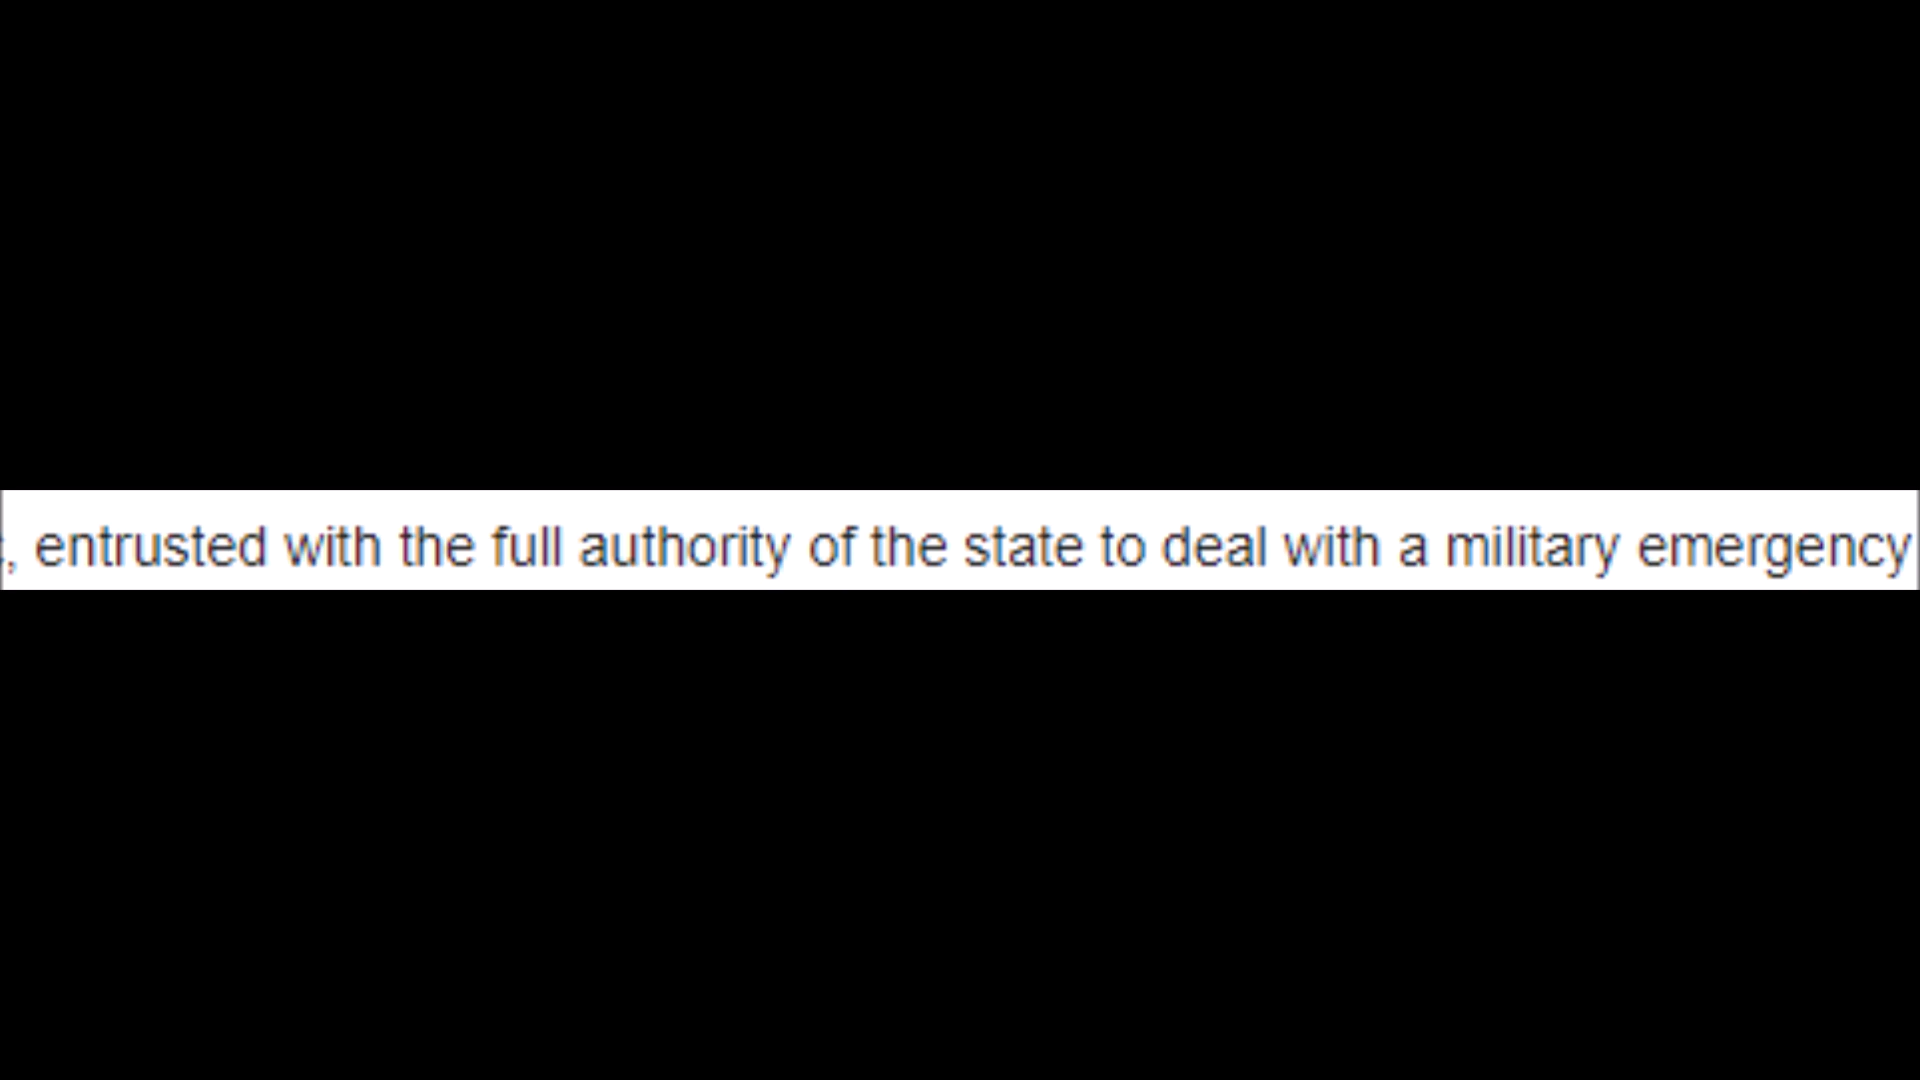 , entrusted with the full authority of the state to deal with a military emergency